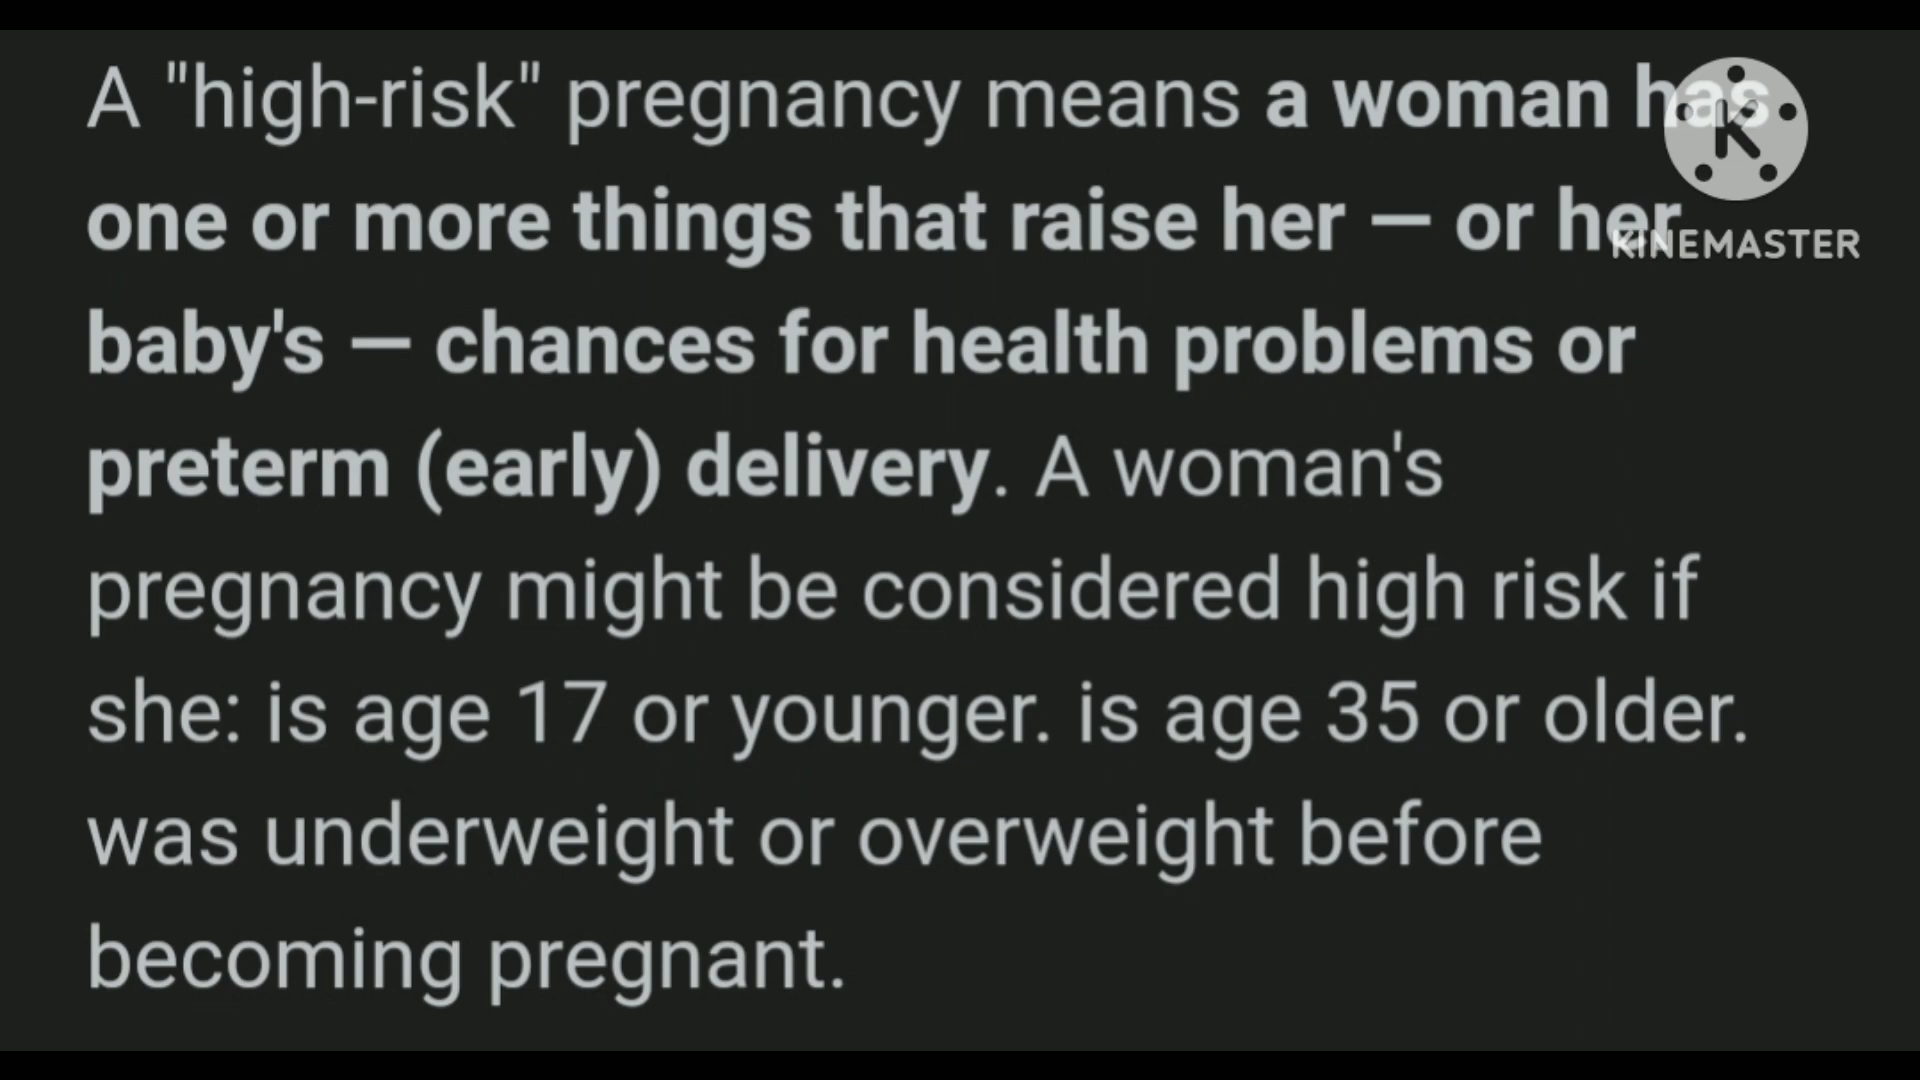 A "high-risk" pregnancy means a woman has
one or more things that raise her — or her
baby's — chances for health problems or
preterm (early) delivery. A woman's
pregnancy might be considered high risk if
she: is age 17 or younger. is age 35 or older.
was underweight or overweight before
becoming pregnant.
K
KINEMASTER